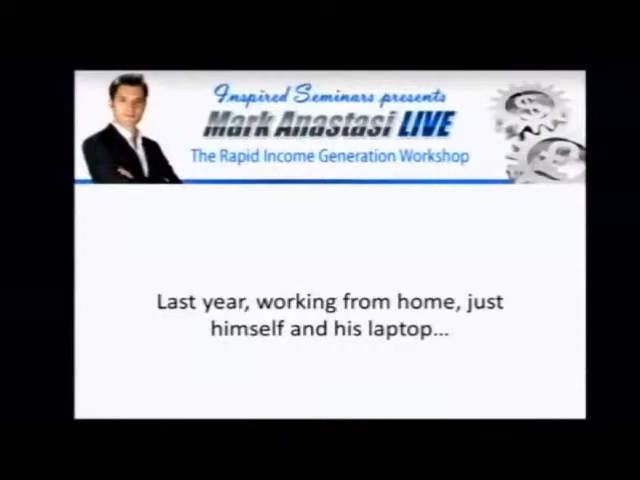 Inspired Seminars presents
Mark Anastasi LIVE
The Rapid Income Generation Workshop
$
£
Last year, working from home, just
himself and his laptop...